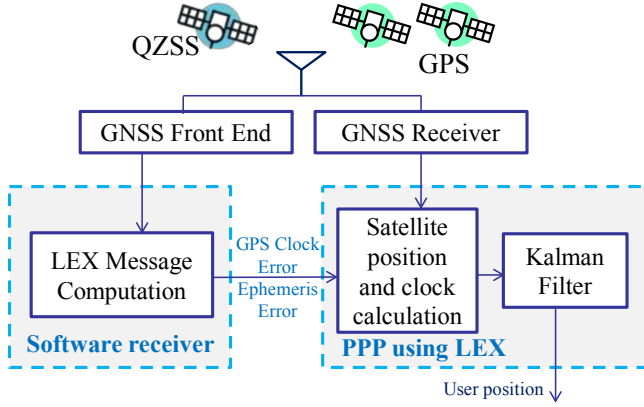 QZSS
GPS
GNSS Front End
GNSS Receiver
LEX Message
Computation
GPS Clock
Error
Ephemeris
Error
Satellite
position
and clock
calculation
Kalman
Filter
Software receiver
PPP using LEX
User position